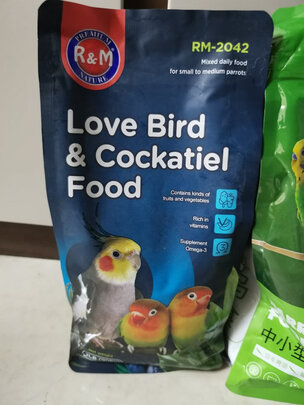 PREMIUM
R&M
NATURE
RM-2042
Mixed daily food
for small to medium parrots
Love Bird
& Cockatiel
Food
Contains kinds of
fruits and vegetables
Rich in
vitamins
Supplement
Omega-3
中小型